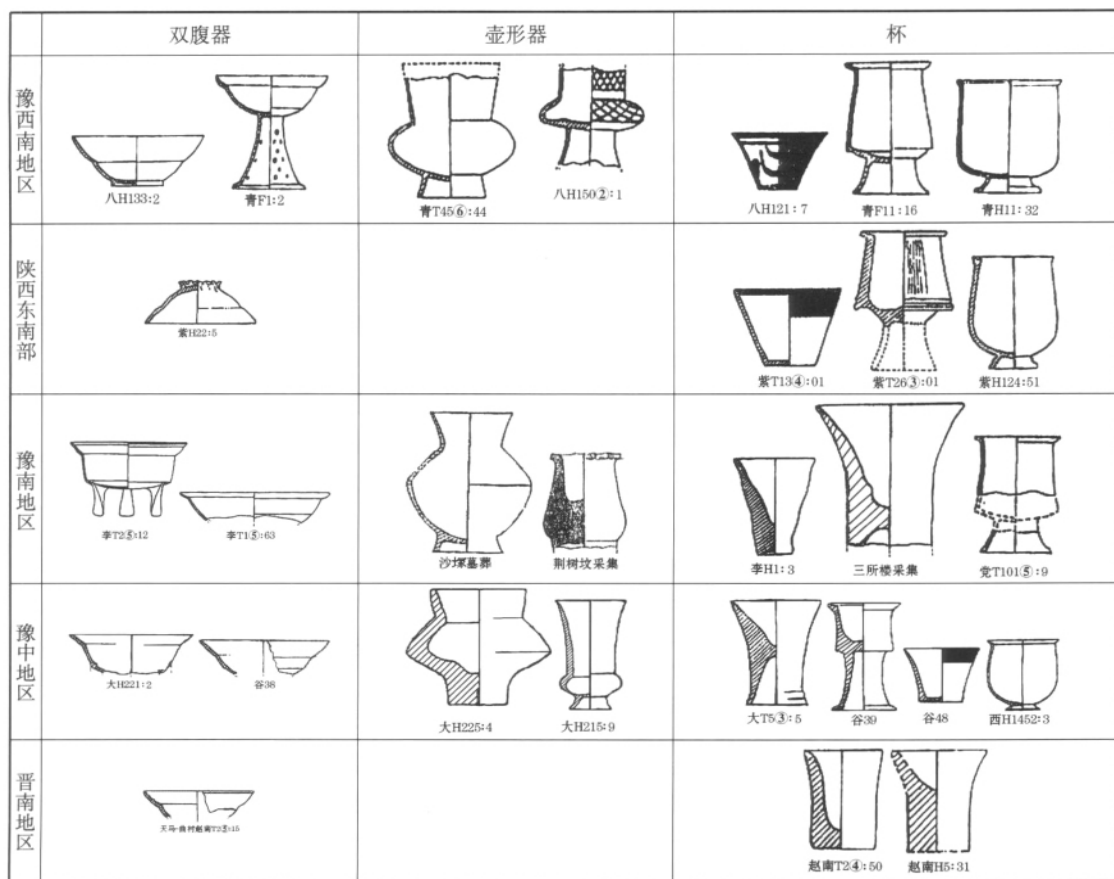 双腹器 壶形器 杯
豫西南地区
八H133:2
青F1:2
青T45⑥:44
八H150②:1
八H121:7
青F11:16
青H11:32
陕西东南部
紫H22:5
紫T13④:01
紫T26③:01
紫H124:51
豫南地区
李T2⑤:12
李T1⑤:63
沙塚墓葬
荆树坟采集
李H1:3
三所楼采集
党T101⑤:9
豫中地区
大H221:2
谷38
大H225:4
大H215:9
大T5③:5
谷39
谷48
西H1452:3
晋南地区
赵南T2④:50
赵南H5:31